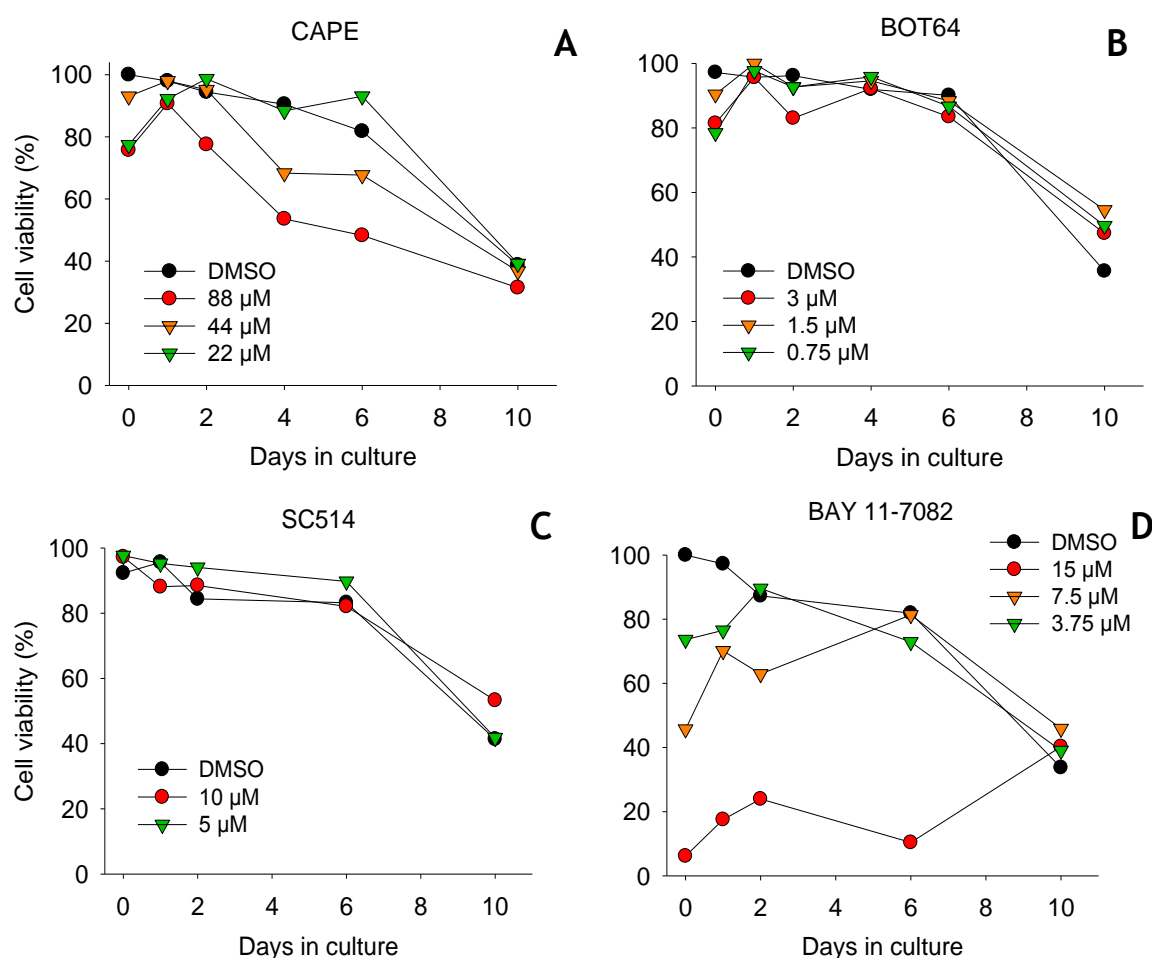 CAPE
A
Cell viability (%)
100
80
60
40
20
0
DMSO
88 µM
44 µM
22 µM
0 2 4 6 8 10
Days in culture
BOT64
B
100
80
60
40
20
0
DMSO
3 µM
1.5 µM
0.75 µM
0 2 4 6 8 10
Days in culture
SC514
C
Cell viability (%)
100
80
60
40
20
0
DMSO
10 µM
5 µM
0 2 4 6 8 10
Days in culture
BAY 11-7082
D
100
80
60
40
20
0
DMSO
15 µM
7.5 µM
3.75 µM
0 2 4 6 8 10
Days in culture